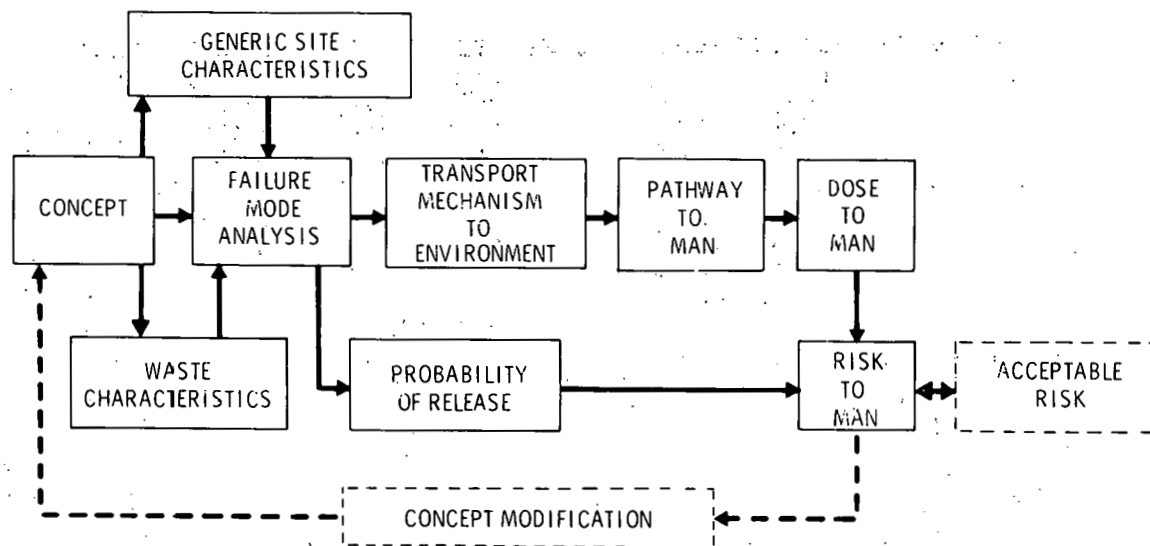 GENERIC SITE
CHARACTERISTICS
CONCEPT
FAILURE
MODE
ANALYSIS
TRANSPORT
MECHANISM
TO
ENVIRONMENT
PATHWAY
TO.
MAN
DOSE
TO
MAN
WASTE
CHARACTERISTICS
PROBABILITY
OF RELEASE
RISK
TO
MAN
ACCEPTABLE
RISK
CONCEPT MODIFICATION